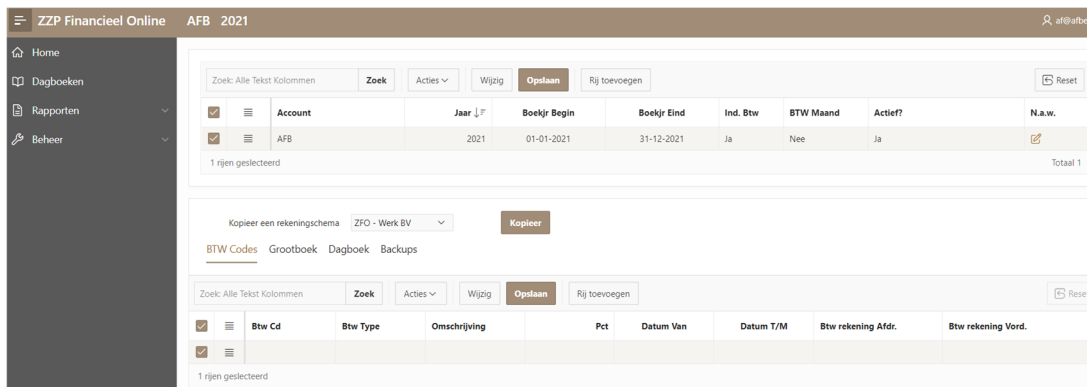 ZZP Financieel Online AFB 2021 af@afbe
Home
Dagboeken
Rapporten
Beheer
Zoek: Alle Tekst Kolommen Zoek Acties Wijzig Opslaan Rij toevoegen Reset
Account Jaar Boekjr Begin Boekjr Eind Ind. Btw BTW Maand Actief? N.a.w.
AFB 2021 01-01-2021 31-12-2021 Ja Nee Ja
1 rijen geselecteerd Totaal 1
Kopieer een rekeningschema ZFO - Werk BV Kopieer
BTW Codes Grootboek Dagboek Backups
Zoek: Alle Tekst Kolommen Zoek Acties Wijzig Opslaan Rij toevoegen Rese
Btw Cd Btw Type Omschrijving Pct Datum Van Datum T/M Btw rekening Afdr. Btw rekening Vord.
1 rijen geselecteerd